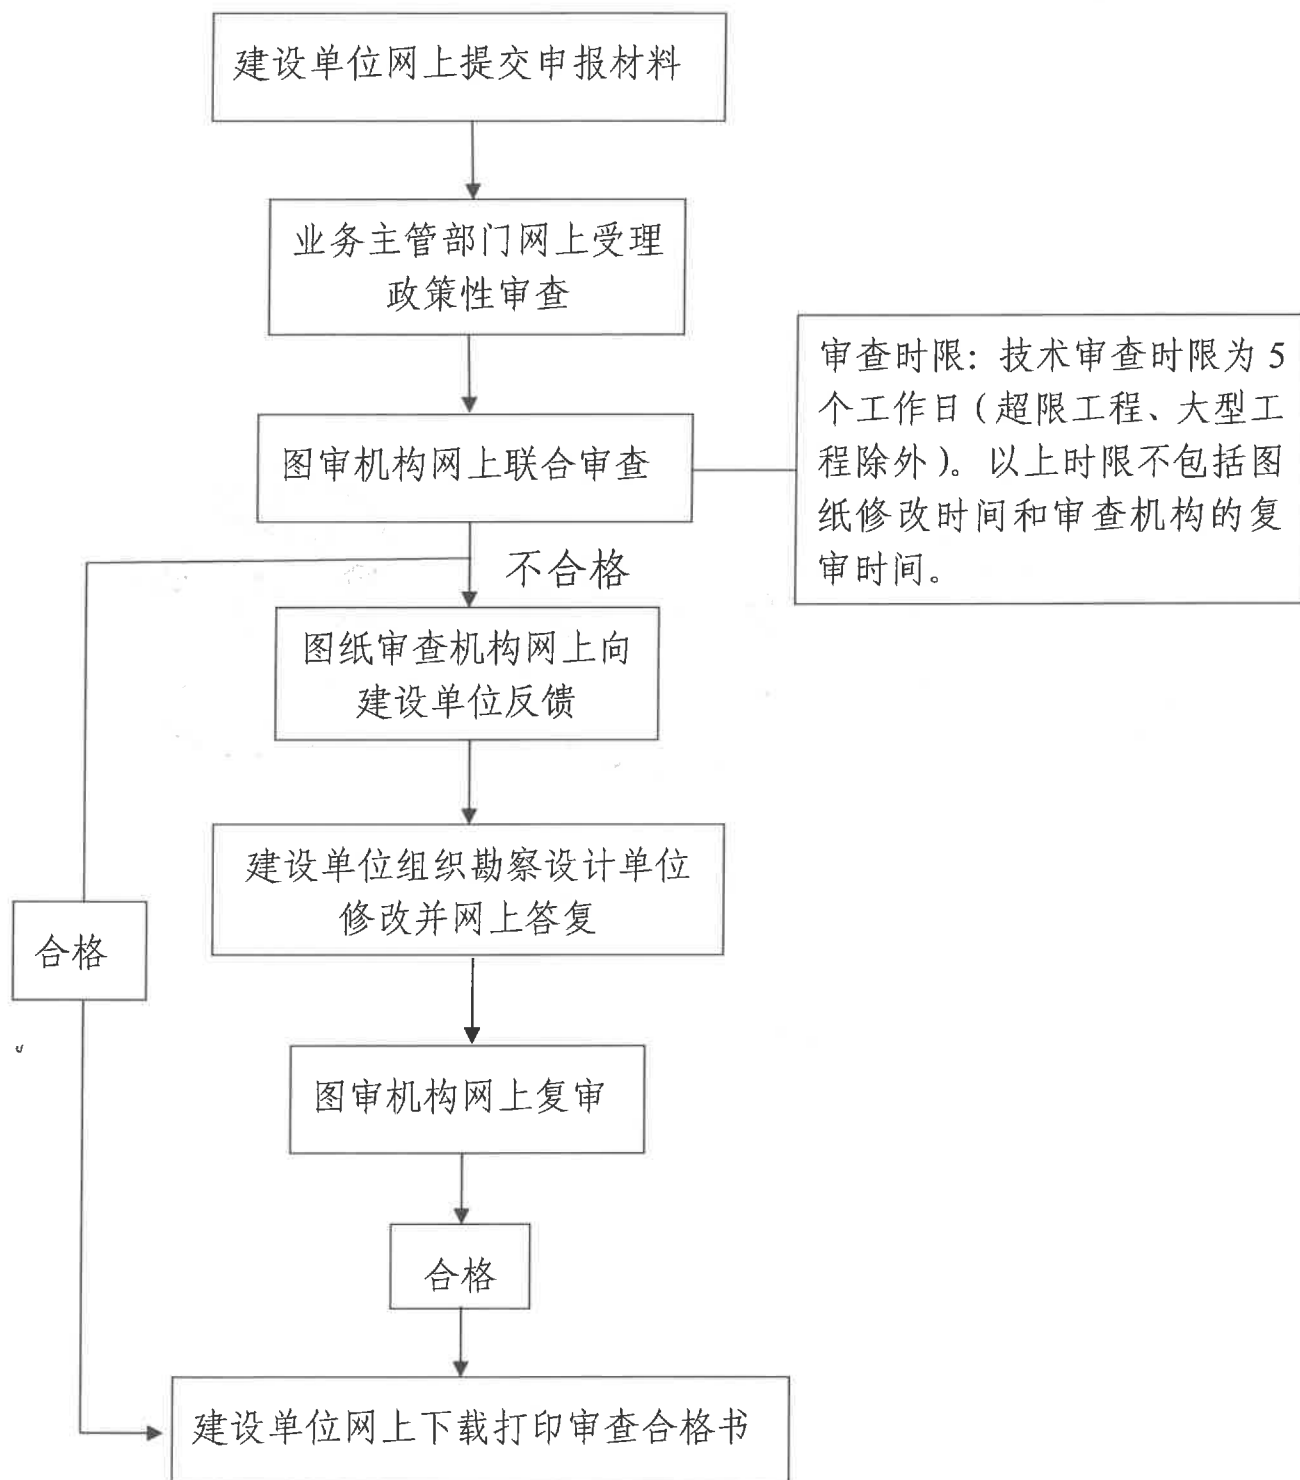 建设单位网上提交申报材料
业务主管部门网上受理
政策性审查
审查时限：技术审查时限为 5
个工作日（超限工程、大型工
程除外）。以上时限不包括图
纸修改时间和审查机构的复
审时间。
图审机构网上联合审查
不合格
图纸审查机构网上向
建设单位反馈
建设单位组织勘察设计单位
修改并网上答复
合格
图审机构网上复审
合格
建设单位网上下载打印审查合格书